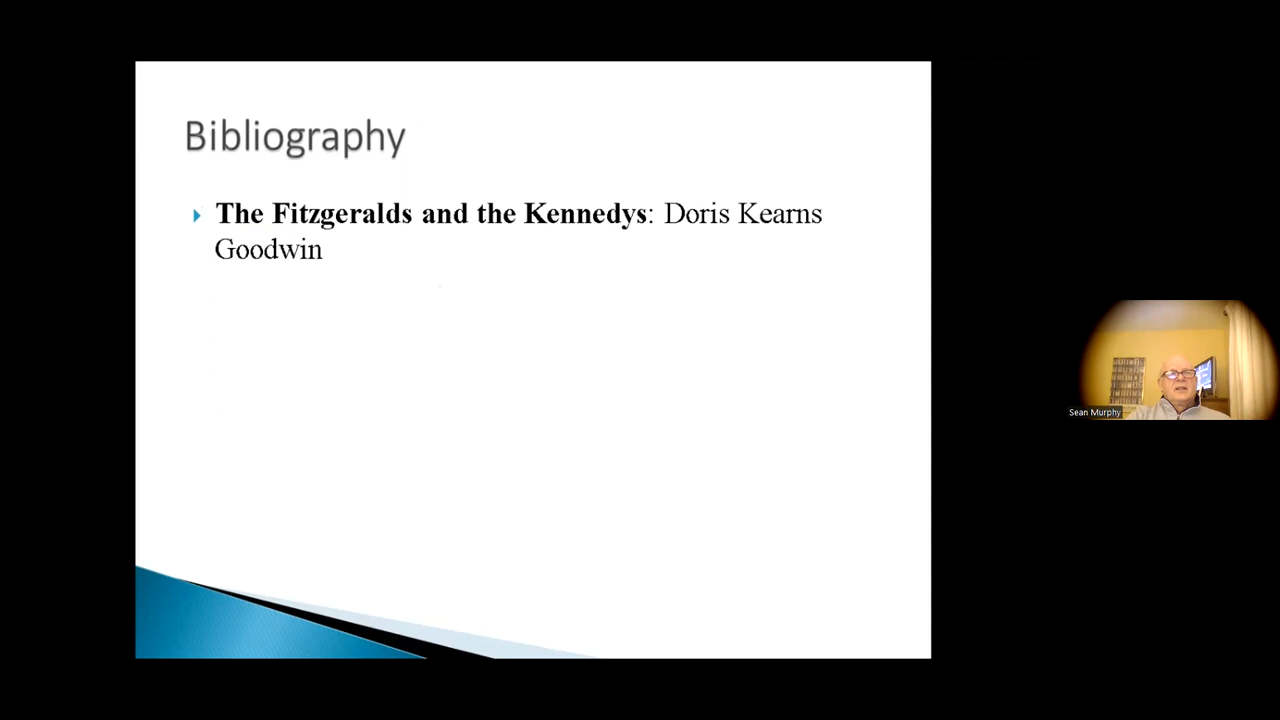 Bibliography
The Fitzgeralds and the Kennedys: Doris Kearns
Goodwin
Sean Murphy